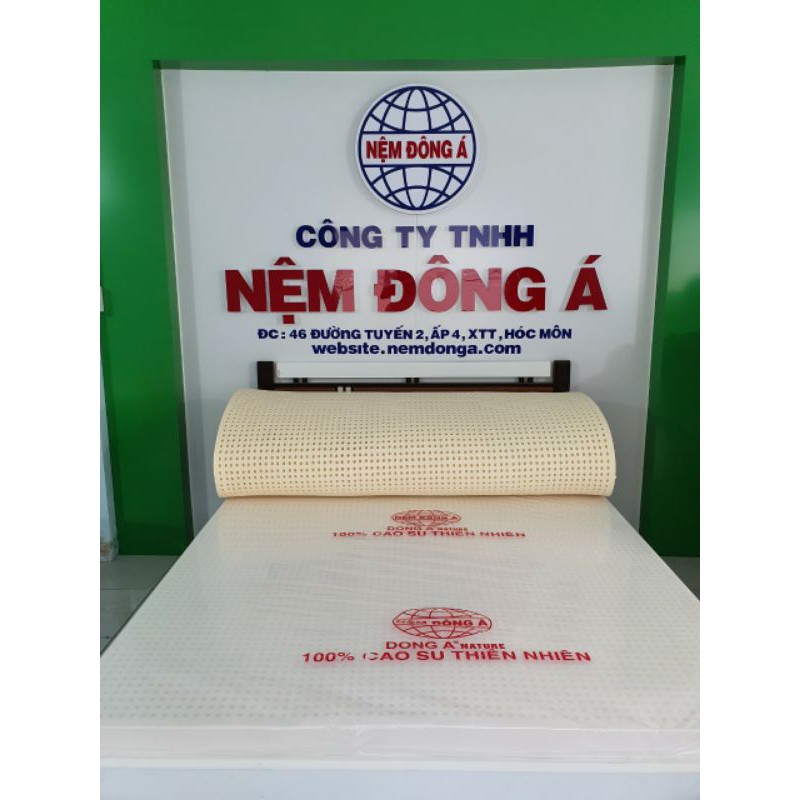 NỆM ĐÔNG Á
CÔNG TY TNHH
NỆM ĐÔNG Á
ĐC : 46 ĐƯỜNG TUYẾN 2, ẤP 4, XTT, HÓC MÔN
website.nemdonga.com
NỆM ĐÔNG Á
DONG A NATURE
100% CAO SU THIÊN NHIÊN
NỆM ĐÔNG Á
DONG A® NATURE
100% CAO SU THIÊN NHIÊN